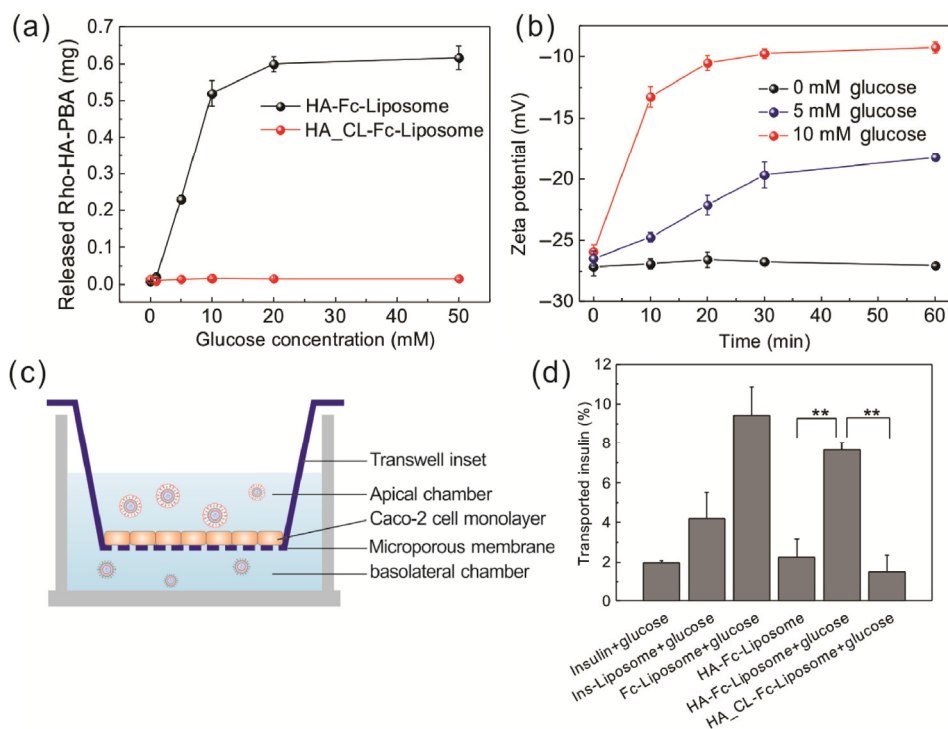 (a)
0.7
0.6
0.5
0.4
0.3
0.2
0.1
0.0
Released Rho-HA-PBA (mg)
HA-Fc-Liposome
HA_CL-Fc-Liposome
0 10 20 30 40 50
Glucose concentration (mM)
(b)
−10
−15
−20
−25
−30
Zeta potential (mV)
0 mM glucose
5 mM glucose
10 mM glucose
0 10 20 30 40 50 60
Time (min)
(c)
Transwell inset
Apical chamber
Caco-2 cell monolayer
Microporous membrane
basolateral chamber
(d)
12
10
8
6
4
2
0
Transported insulin (%)
** **
Insulin+glucose
Ins-Liposome+glucose
Fc-Liposome+glucose
HA-Fc-Liposome
HA-Fc-Liposome+glucose
HA_CL-Fc-Liposome+glucose